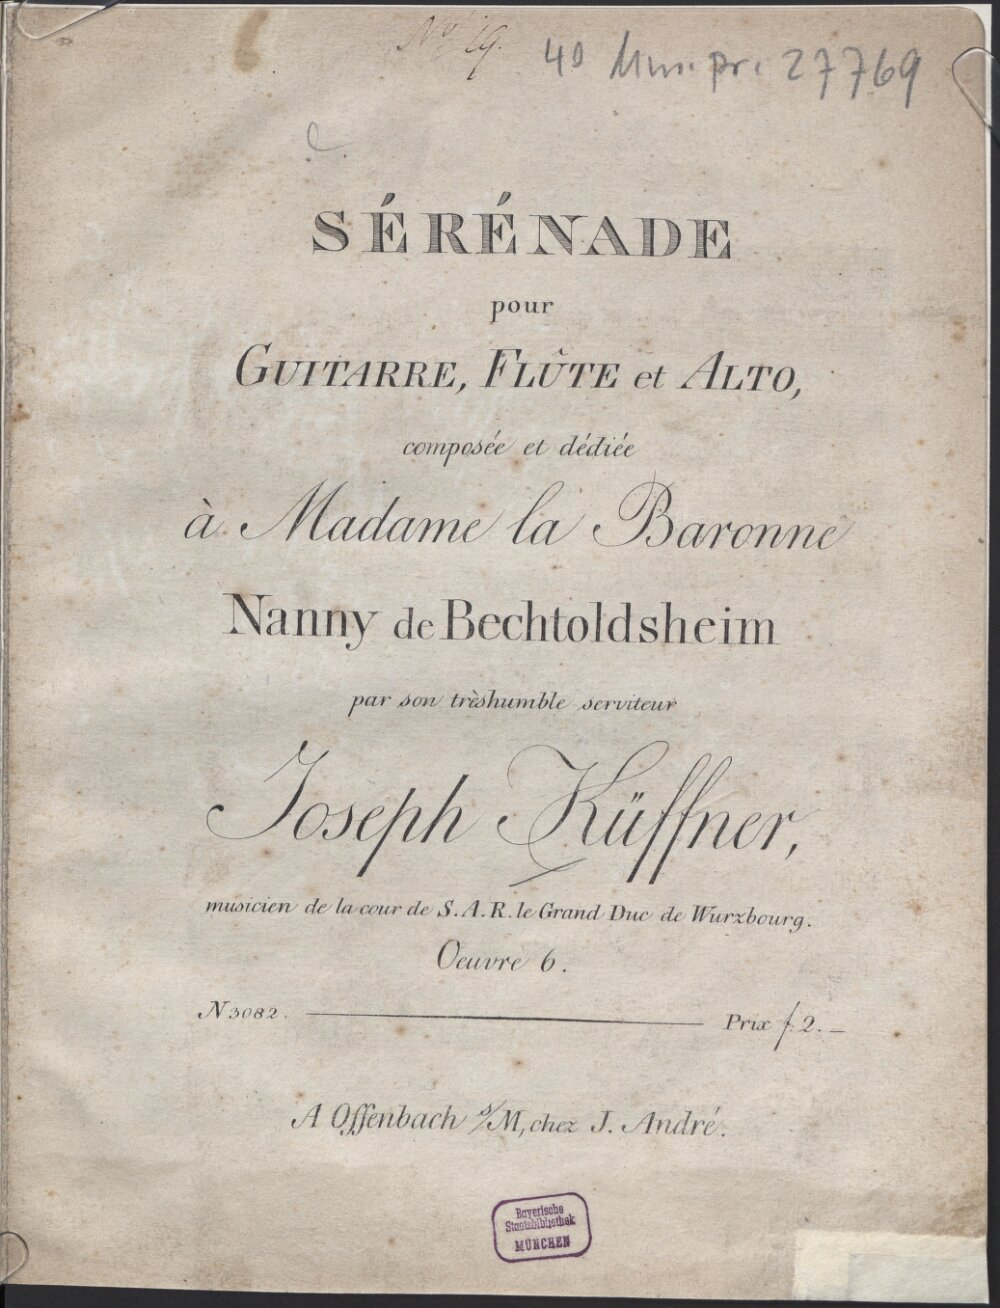 No. 19.
4° Mus. pr. 27769
SÉRÉNADE
pour
GUITARRE, FLÛTE et ALTO,
composée et dédiée
à Madame la Baronne
Nanny de Bechtoldsheim
par son trèshumble serviteur
Joseph Küffner,
musicien de la cour de S.A.R. le Grand Duc de Wurzbourg.
Oeuvre 6.
N 3082. Prix f. 2. _
A Offenbach s/M, chez J. André.
Bayerische
Staatsbibliothek
MÜNCHEN